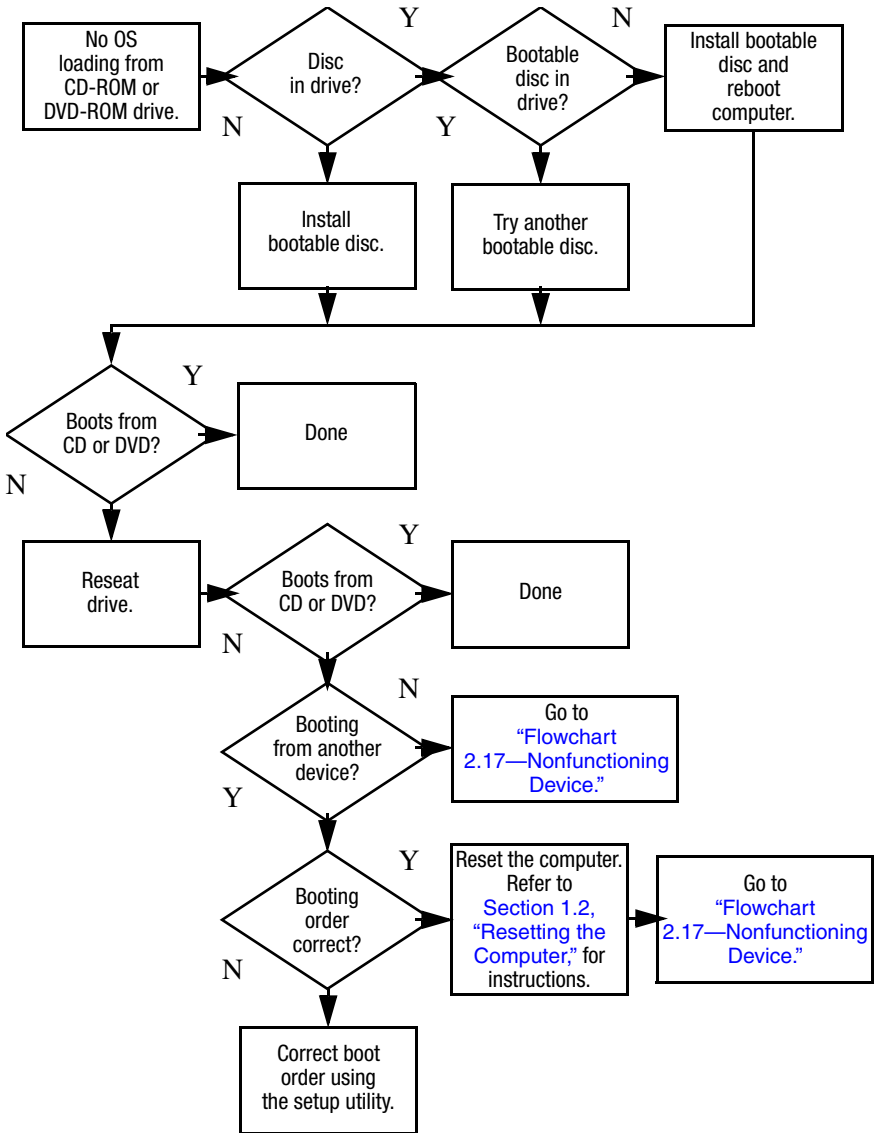 No OS
loading from
CD-ROM or
DVD-ROM drive.
Disc
in drive?
Y
N
Bootable
disc in
drive?
N
Y
Install bootable
disc and
reboot
computer.
Install
bootable disc.
Try another
bootable disc.
Boots from
CD or DVD?
Y
N
Done
Reseat
drive.
Boots from
CD or DVD?
Y
N
Done
Booting
from another
device?
N
Y
Go to
“Flowchart
2.17—Nonfunctioning
Device.”
Booting
order
correct?
Y
N
Reset the computer.
Refer to
Section 1.2,
“Resetting the
Computer,” for
instructions.
Go to
“Flowchart
2.17—Nonfunctioning
Device.”
Correct boot
order using
the setup utility.